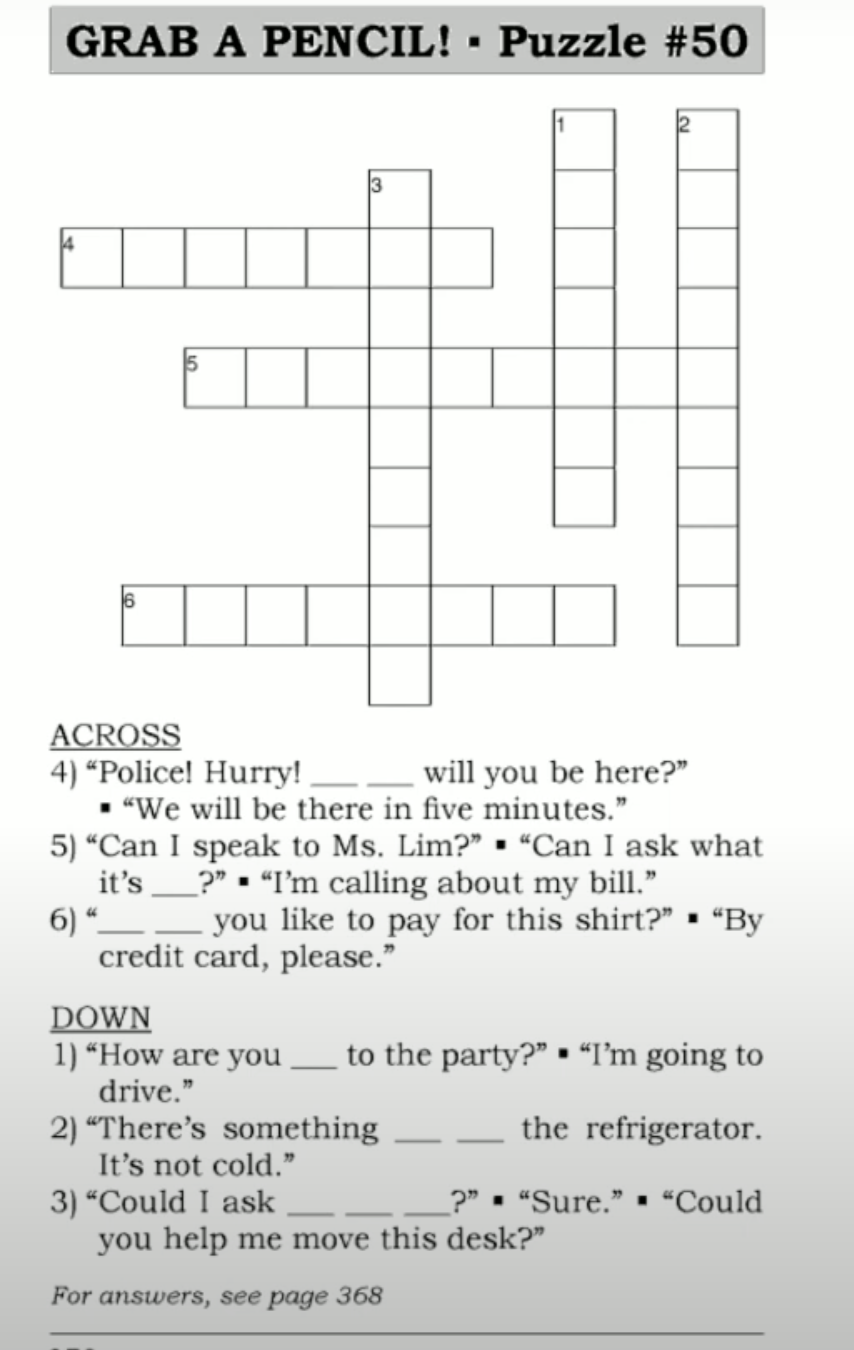 GRAB A PENCIL! ▪ Puzzle #50
1
2
3
4
5
6
ACROSS
4) “Police! Hurry! ___ ___ will you be here?”
▪ “We will be there in five minutes.”
5) “Can I speak to Ms. Lim?” ▪ “Can I ask what
it’s ___?” ▪ “I’m calling about my bill.”
6) “___ ___ you like to pay for this shirt?” ▪ “By
credit card, please.”
DOWN
1) “How are you ___ to the party?” ▪ “I’m going to
drive.”
2) “There’s something ___ ___ the refrigerator.
It’s not cold.”
3) “Could I ask ___ ___ ___?” ▪ “Sure.” ▪ “Could
you help me move this desk?”
For answers, see page 368